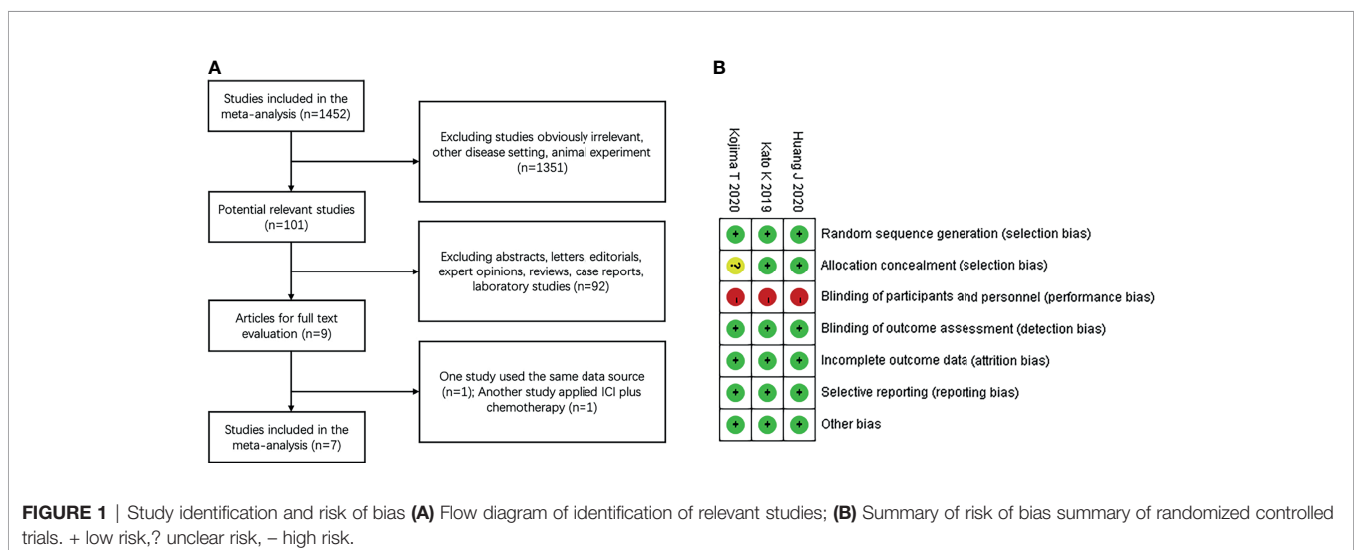 A
Studies included in the
meta-analysis (n=1452)
Excluding studies obviously irrelevant,
other disease setting, animal experiment
(n=1351)
Potential relevant studies
(n=101)
Excluding abstracts, letters, editorials,
expert opinions, reviews, case reports,
laboratory studies (n=92)
Articles for full text
evaluation (n=9)
One study used the same data source
(n=1); Another study applied ICI plus
chemotherapy (n=1)
Studies included in the
meta-analysis (n=7)
B
Kojima T 2020
Kato K 2019
Huang J 2020
+ + + Random sequence generation (selection bias)
? + + Allocation concealment (selection bias)
- - - Blinding of participants and personnel (performance bias)
+ + + Blinding of outcome assessment (detection bias)
+ + + Incomplete outcome data (attrition bias)
+ + + Selective reporting (reporting bias)
+ + + Other bias
FIGURE 1 | Study identification and risk of bias (A) Flow diagram of identification of relevant studies; (B) Summary of risk of bias summary of randomized controlled
trials. + low risk,? unclear risk, – high risk.